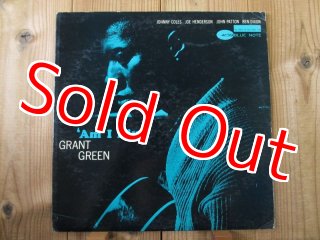 JOHNNY COLES JOE HENDERSON JOHN PATTON BEN DIXON
BLUE NOTE
'Am I
GRANT
GREEN
Sold Out